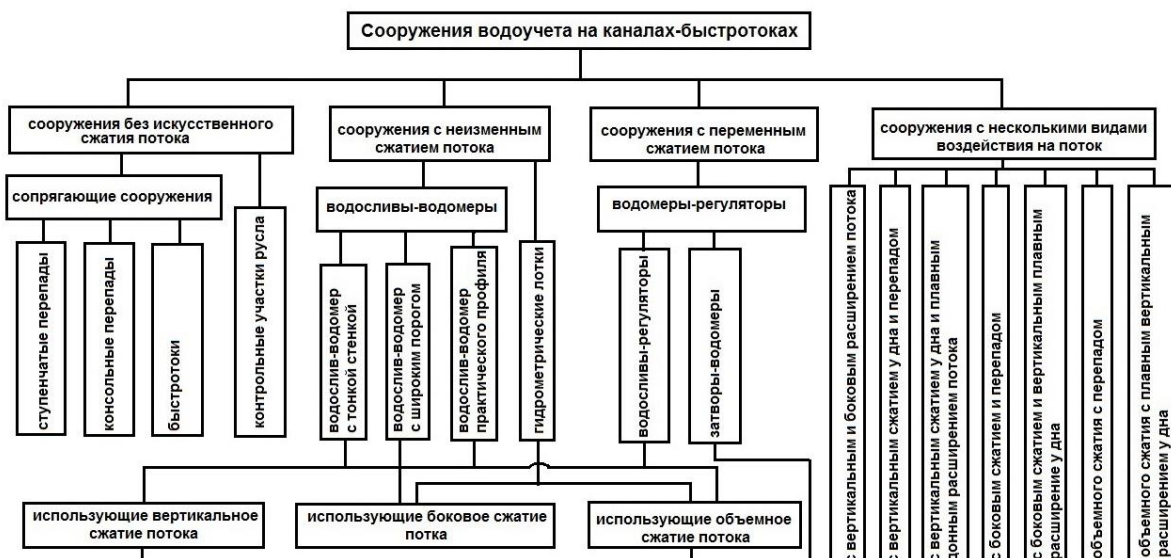 Сооружения водоучета на каналах-быстротоках
сооружения без искусственного
сжатия потока
сооружения с неизменным
сжатием потока
сооружения с переменным
сжатием потока
сооружения с несколькими видами
воздействия на поток
сопрягающие сооружения
водосливы-водомеры
водомеры-регуляторы
ступенчатые перепады
консольные перепады
быстротоки
контрольные участки русла
водослив-водомер
с тонкой стенкой
водослив-водомер
с широким порогом
водослив-водомер
практического профиля
гидрометрические лотки
водосливы-регуляторы
затворы-водомеры
с вертикальным и боковым расширением потока
с вертикальным сжатием у дна и перепадом
с вертикальным сжатием у дна и плавным
донным расширением потока
с боковым сжатием и перепадом
с боковым сжатием и вертикальным плавным
расширение у дна
объемного сжатия с перепадом
объемного сжатия с плавным вертикальным
расширением у дна
использующие вертикальное
сжатие потока
использующие боковое сжатие
потка
использующие объемное
сжатие потока